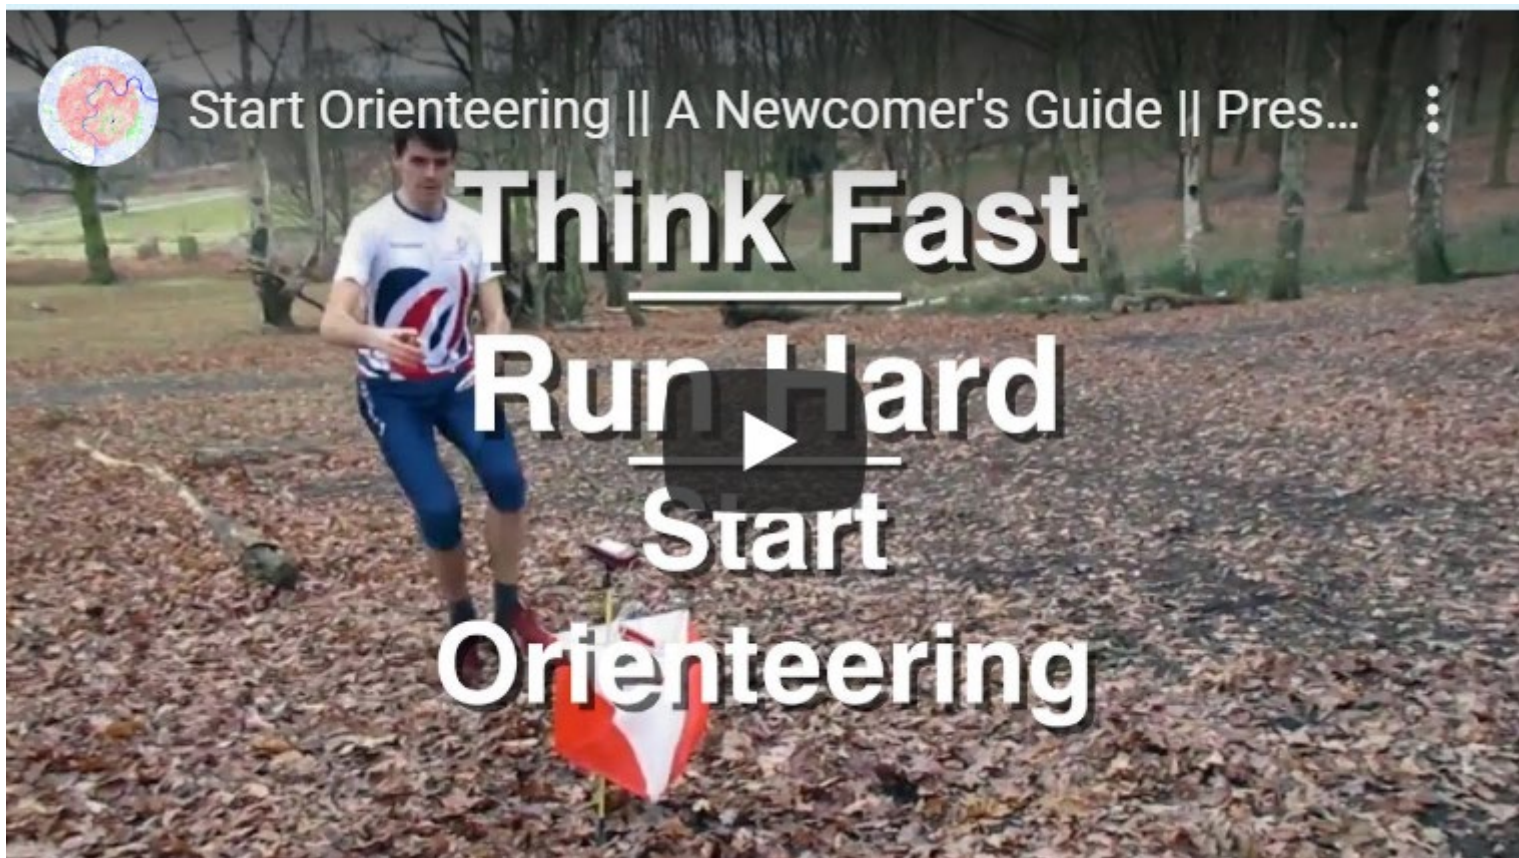 Start Orienteering || A Newcomer's Guide || Pres...
Think Fast
Run Hard
Start
Orienteering